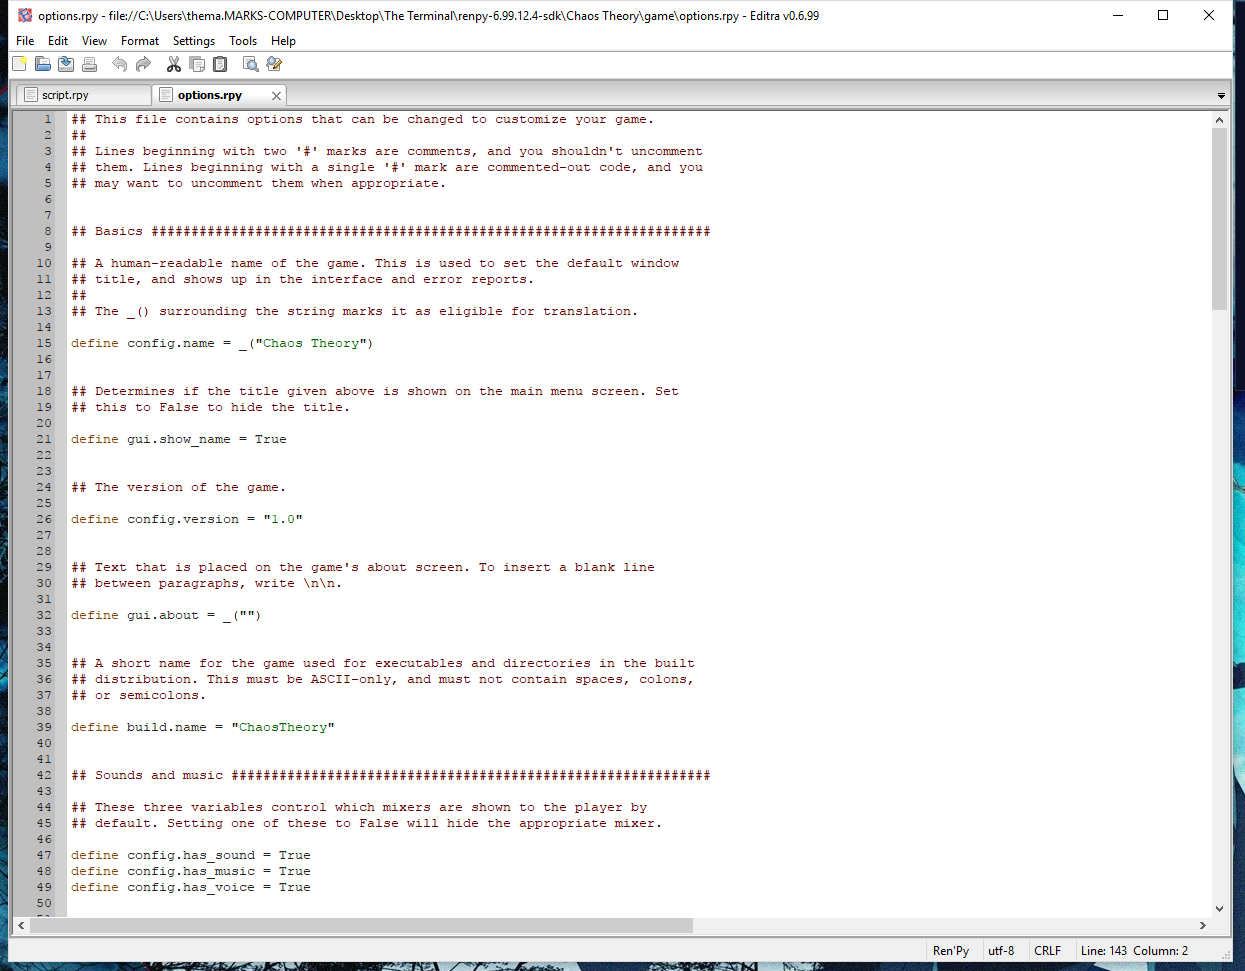 options.rpy - file://C:\Users\thema.MARKS-COMPUTER\Desktop\The Terminal\renpy-6.99.12.4-sdk\Chaos Theory\game\options.rpy - Editra v0.6.99
File Edit View Format Settings Tools Help
script.rpy options.rpy
1 ## This file contains options that can be changed to customize your game.
2 ##
3 ## Lines beginning with two '#' marks are comments, and you shouldn't uncomment
4 ## them. Lines beginning with a single '#' mark are commented-out code, and you
5 ## may want to uncomment them when appropriate.
6
7
8 ## Basics ######################################################################
9
10 ## A human-readable name of the game. This is used to set the default window
11 ## title, and shows up in the interface and error reports.
12 ##
13 ## The _() surrounding the string marks it as eligible for translation.
14
15 define config.name = _("Chaos Theory")
16
17
18 ## Determines if the title given above is shown on the main menu screen. Set
19 ## this to False to hide the title.
20
21 define gui.show_name = True
22
23
24 ## The version of the game.
25
26 define config.version = "1.0"
27
28
29 ## Text that is placed on the game's about screen. To insert a blank line
30 ## between paragraphs, write \n\n.
31
32 define gui.about = _("")
33
34
35 ## A short name for the game used for executables and directories in the built
36 ## distribution. This must be ASCII-only, and must not contain spaces, colons,
37 ## or semicolons.
38
39 define build.name = "ChaosTheory"
40
41
42 ## Sounds and music ############################################################
43
44 ## These three variables control which mixers are shown to the player by
45 ## default. Setting one of these to False will hide the appropriate mixer.
46
47 define config.has_sound = True
48 define config.has_music = True
49 define config.has_voice = True
50
Ren'Py utf-8 CRLF Line: 143 Column: 2